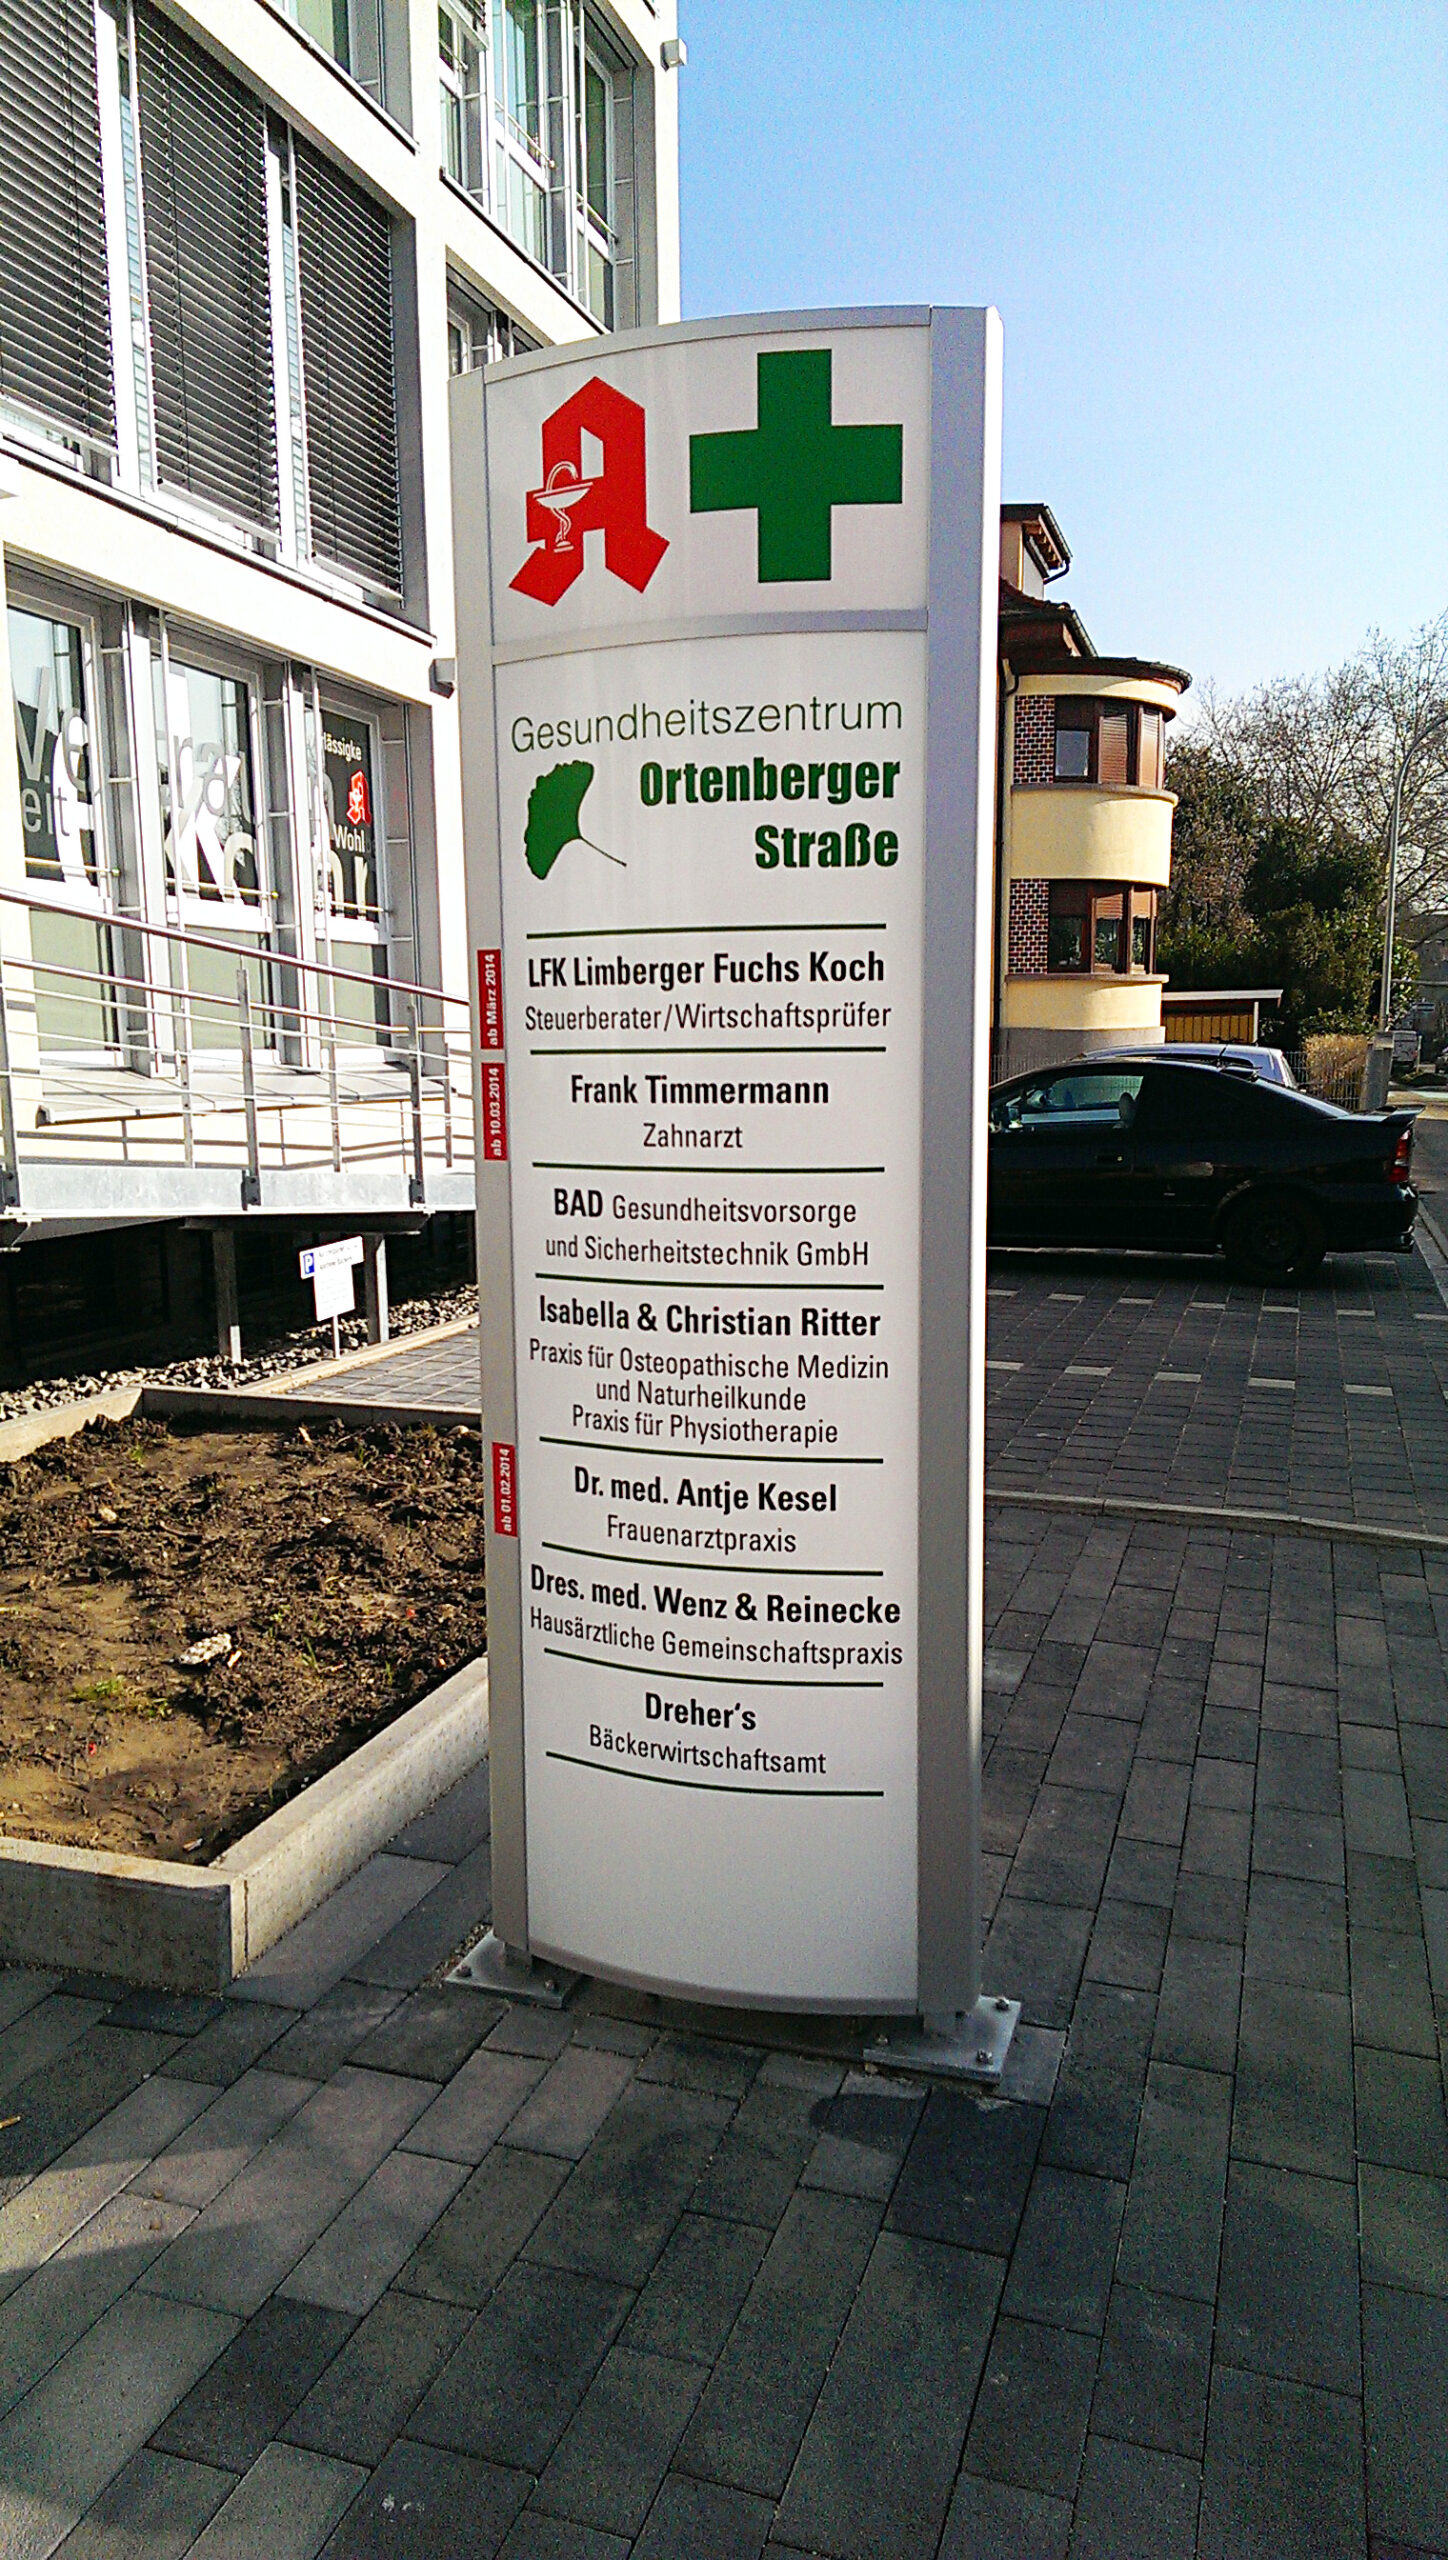 Gesundheitszentrum
Ortenberger
Straße
ab März 2014
LFK Limberger Fuchs Koch
Steuerberater/Wirtschaftsprüfer
ab 10.03.2014
Frank Timmermann
Zahnarzt
BAD Gesundheitsvorsorge
und Sicherheitstechnik GmbH
Isabella & Christian Ritter
Praxis für Osteopathische Medizin
und Naturheilkunde
Praxis für Physiotherapie
ab 01.02.2014
Dr. med. Antje Kesel
Frauenarztpraxis
Dres. med. Wenz & Reinecke
Hausärztliche Gemeinschaftspraxis
Dreher‘s
Bäckerwirtschaftsamt
Wohl
P